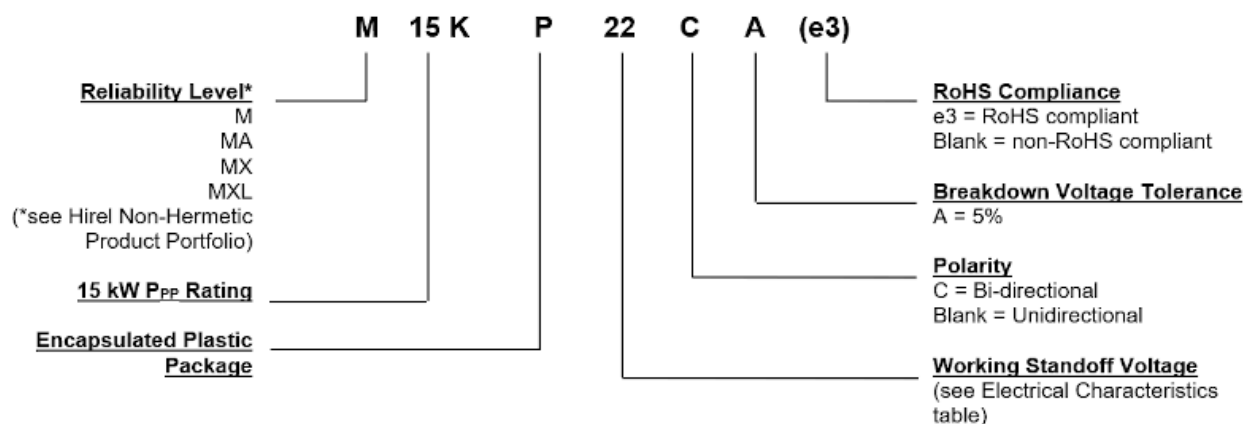 M 15 K P 22 C A (e3)
Reliability Level*
M
MA
MX
MXL
(*see Hirel Non-Hermetic
Product Portfolio)
15 kW PPP Rating
Encapsulated Plastic
Package
RoHS Compliance
e3 = RoHS compliant
Blank = non-RoHS compliant
Breakdown Voltage Tolerance
A = 5%
Polarity
C = Bi-directional
Blank = Unidirectional
Working Standoff Voltage
(see Electrical Characteristics
table)